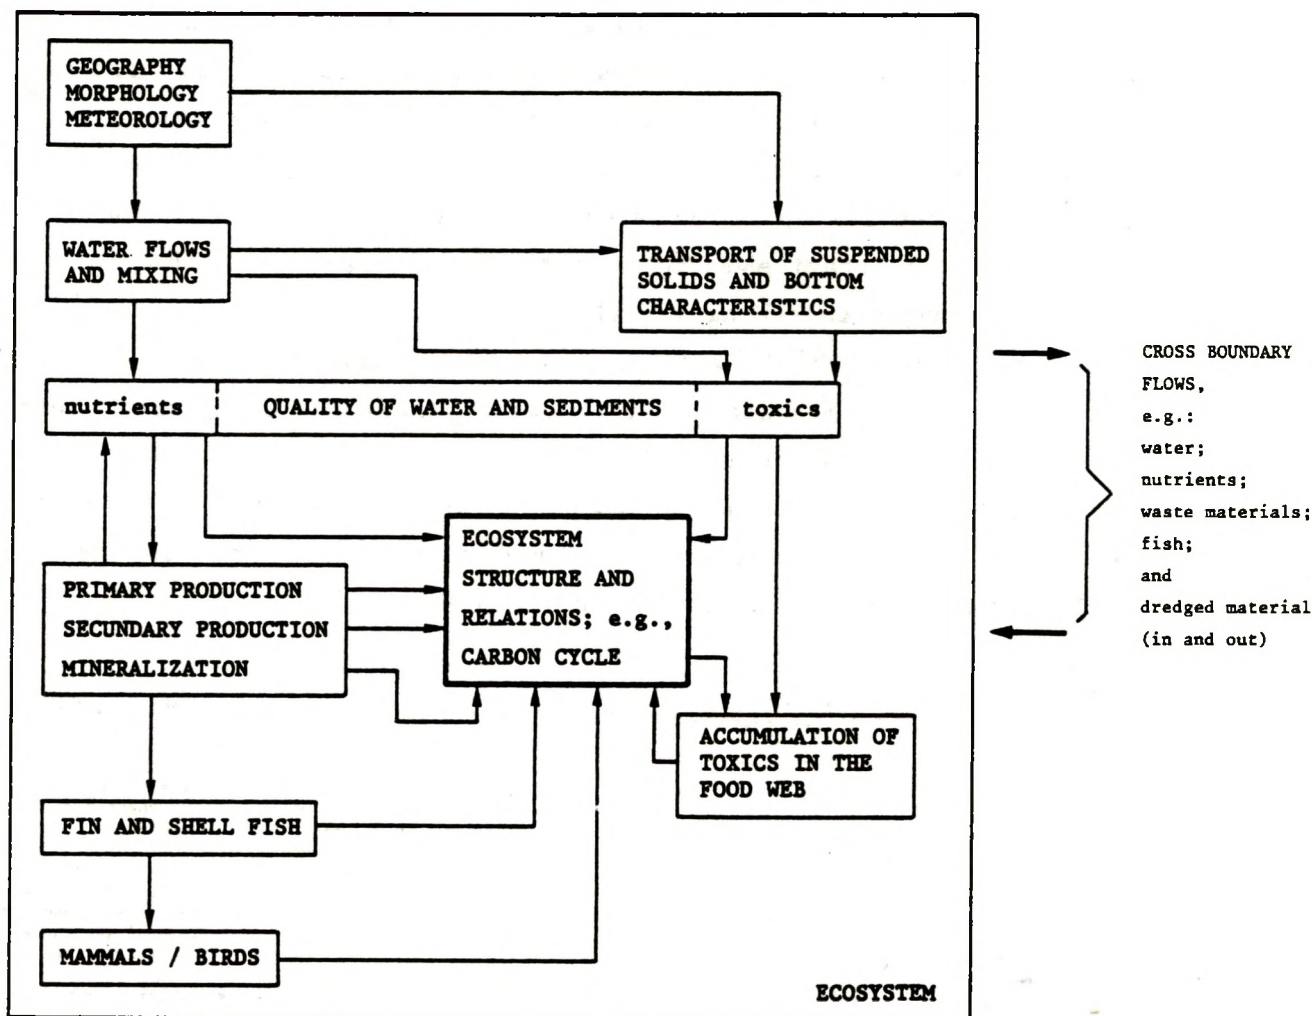 GEOGRAPHY
MORPHOLOGY
METEOROLOGY
WATER FLOWS
AND MIXING
TRANSPORT OF SUSPENDED
SOLIDS AND BOTTOM
CHARACTERISTICS
nutrients
QUALITY OF WATER AND SEDIMENTS
toxics
ECOSYSTEM
STRUCTURE AND
RELATIONS; e.g.,
CARBON CYCLE
PRIMARY PRODUCTION
SECUNDARY PRODUCTION
MINERALIZATION
ACCUMULATION OF
TOXICS IN THE
FOOD WEB
FIN AND SHELL FISH
MAMMALS / BIRDS
ECOSYSTEM
CROSS BOUNDARY
FLOWS,
e.g.:
water;
nutrients;
waste materials;
fish;
and
dredged material
(in and out)